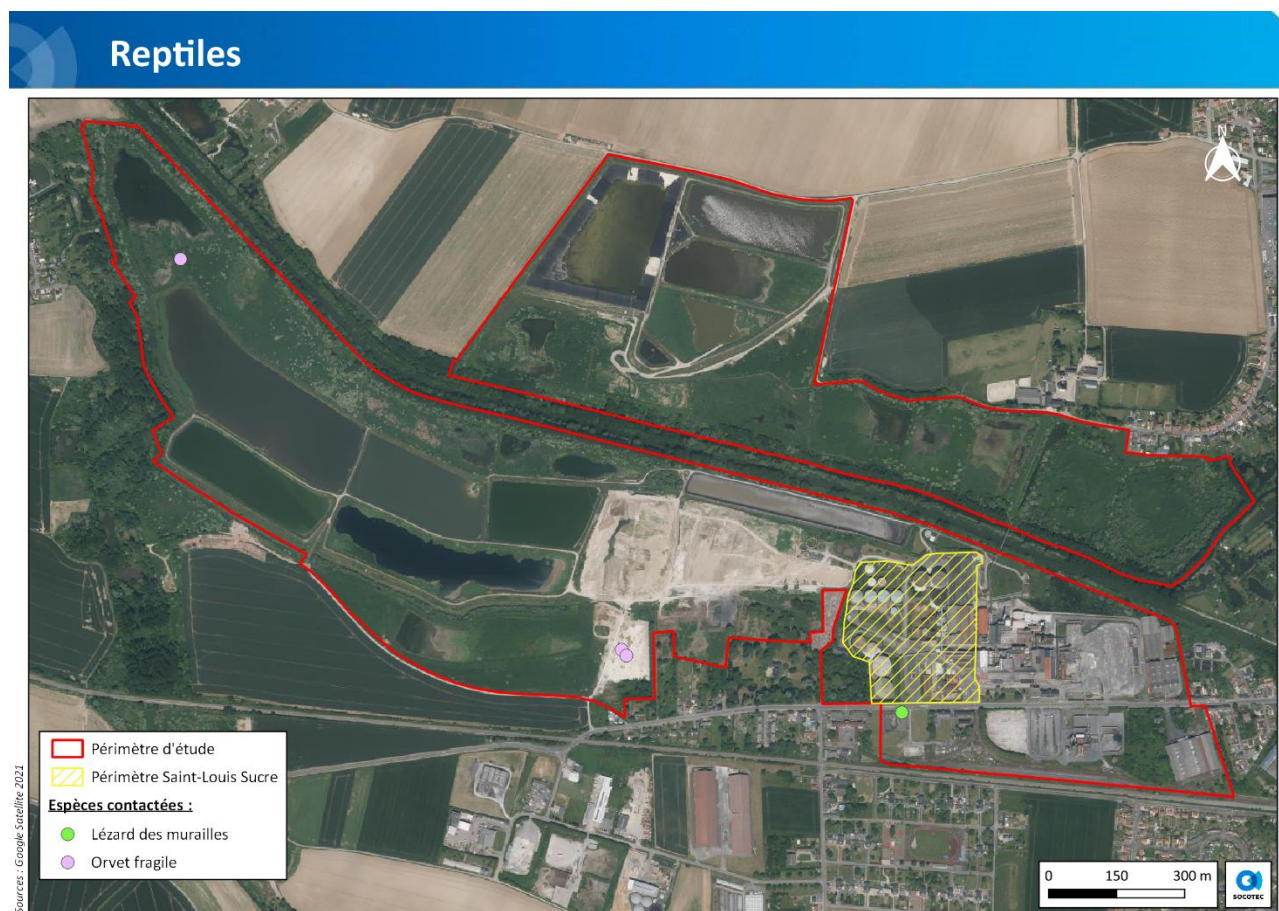 Reptiles
N
Périmètre d'étude
Périmètre Saint-Louis Sucre
Espèces contactées :
Lézard des murailles
Orvet fragile
Sources : Google Satellite 2021
0 150 300 m
SOCOTEC